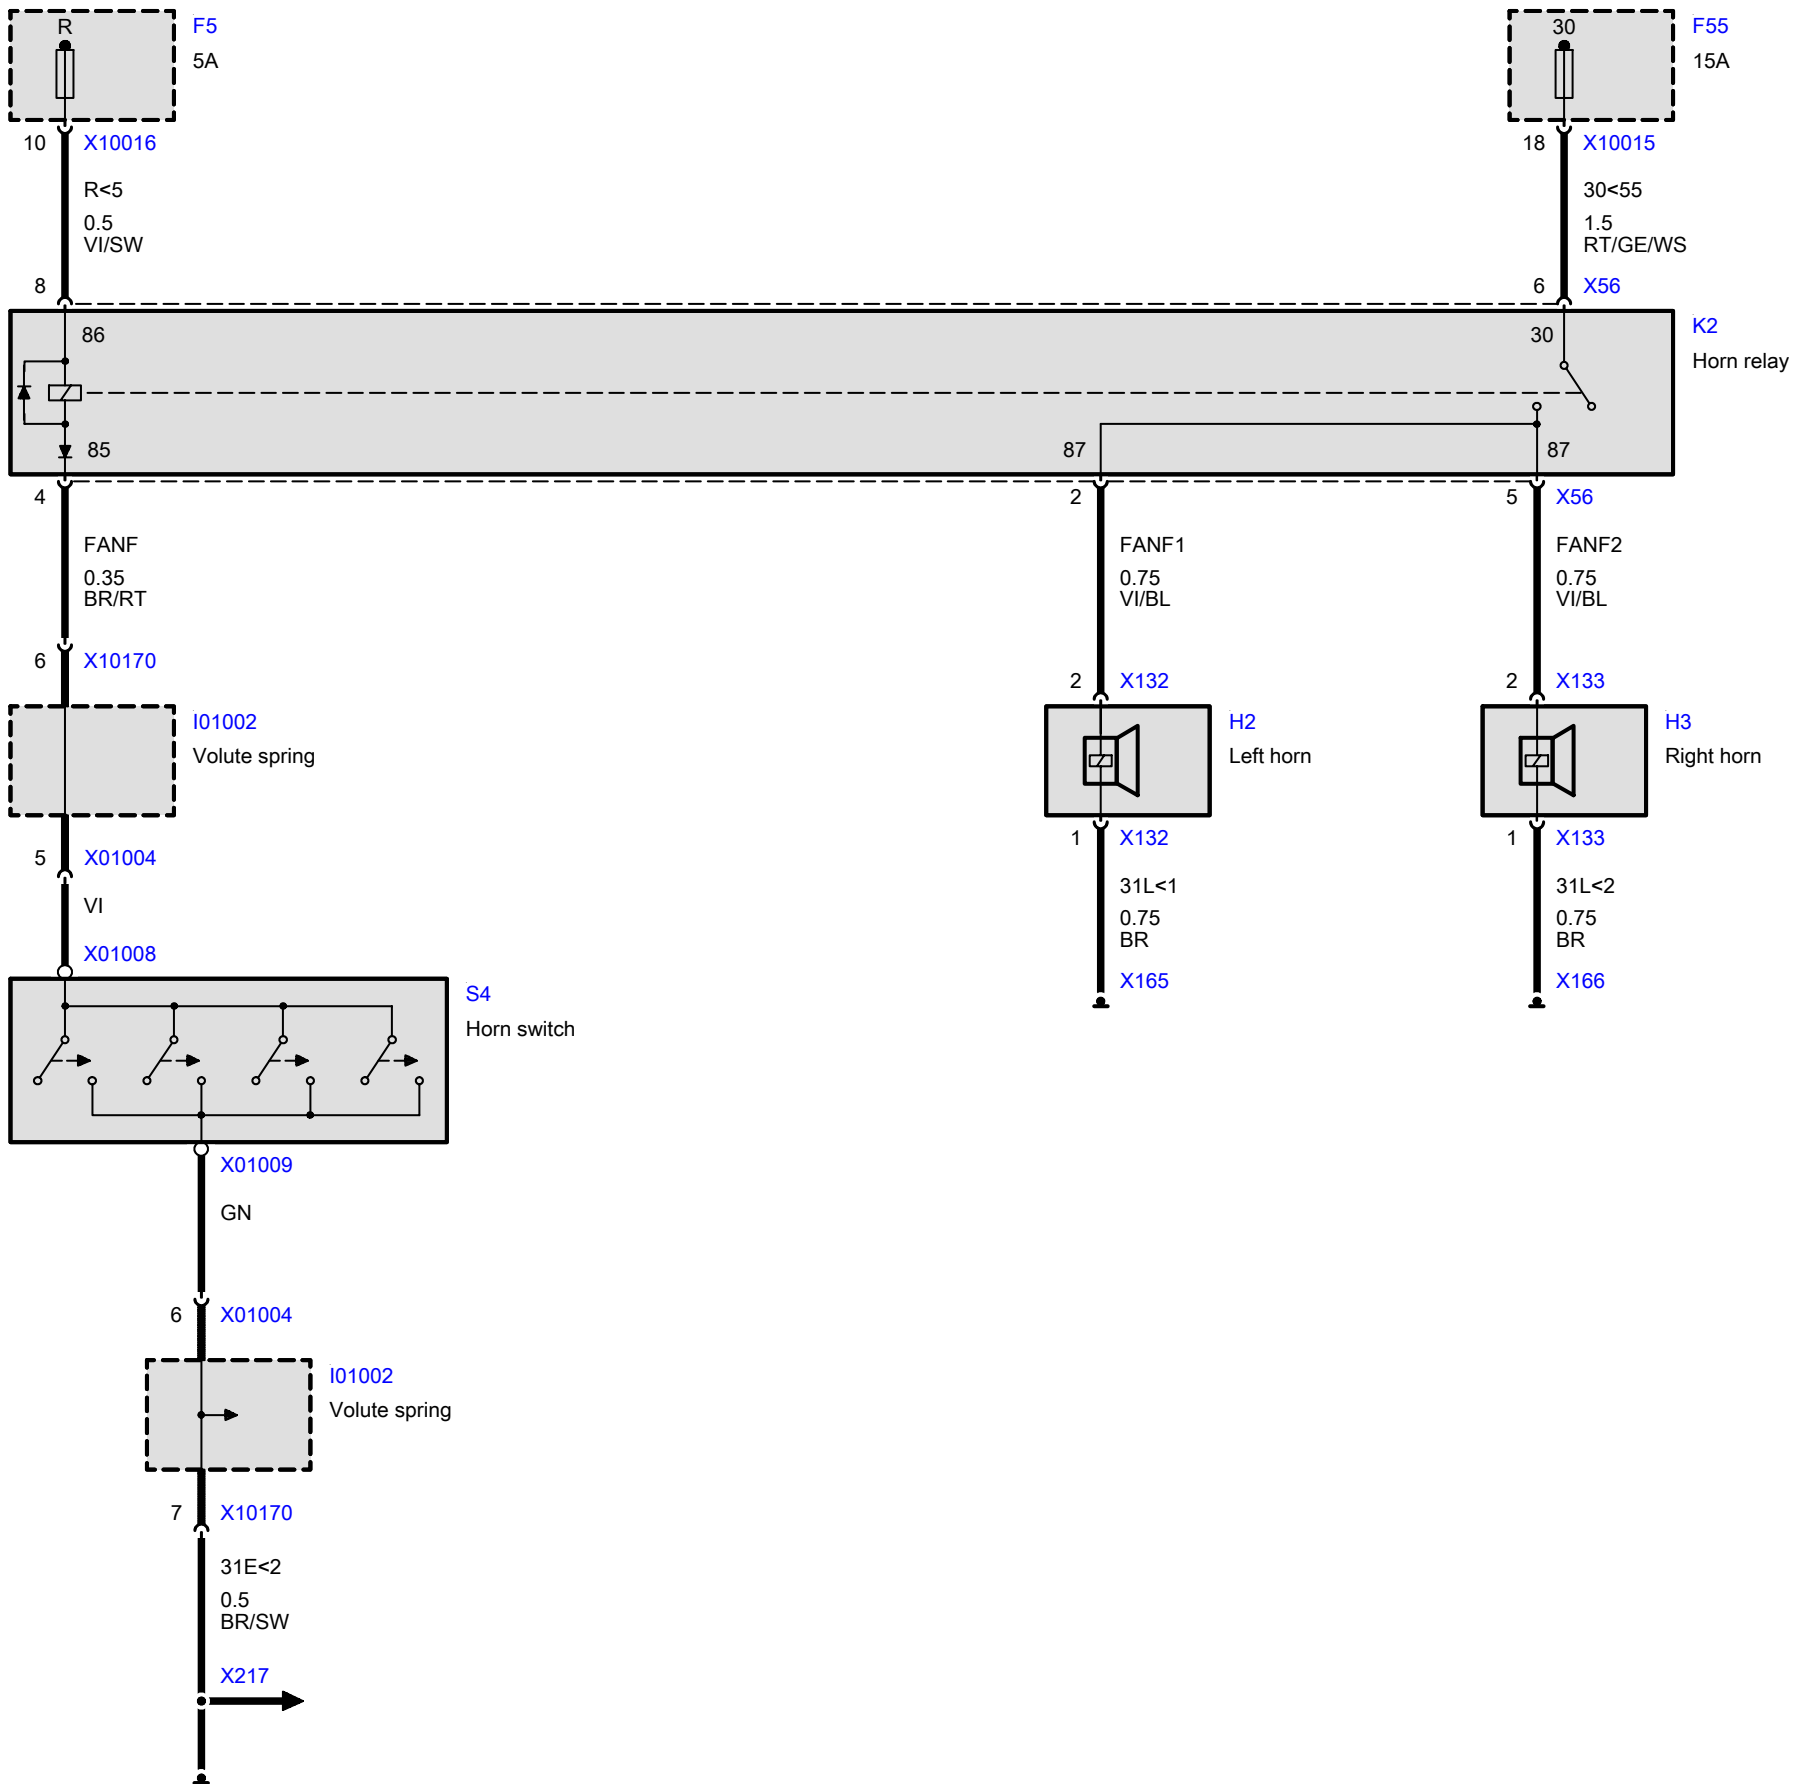 R
F5
5A
30
F55
15A
10 X10016
18 X10015
R<5
30<55
0.5
1.5
VI/SW
RT/GE/WS
8
6 X56
86
30
K2
Horn relay
85
87
87
4
2
5 X56
FANF
FANF1
FANF2
0.35
0.75
0.75
BR/RT
VI/BL
VI/BL
6 X10170
2 X132
2 X133
I01002
H2
H3
Volute spring
Left horn
Right horn
1 X132
1 X133
5 X01004
31L<1
31L<2
VI
0.75
0.75
BR
BR
X01008
X165
X166
S4
Horn switch
X01009
GN
6 X01004
I01002
Volute spring
7 X10170
31E<2
0.5
BR/SW
X217